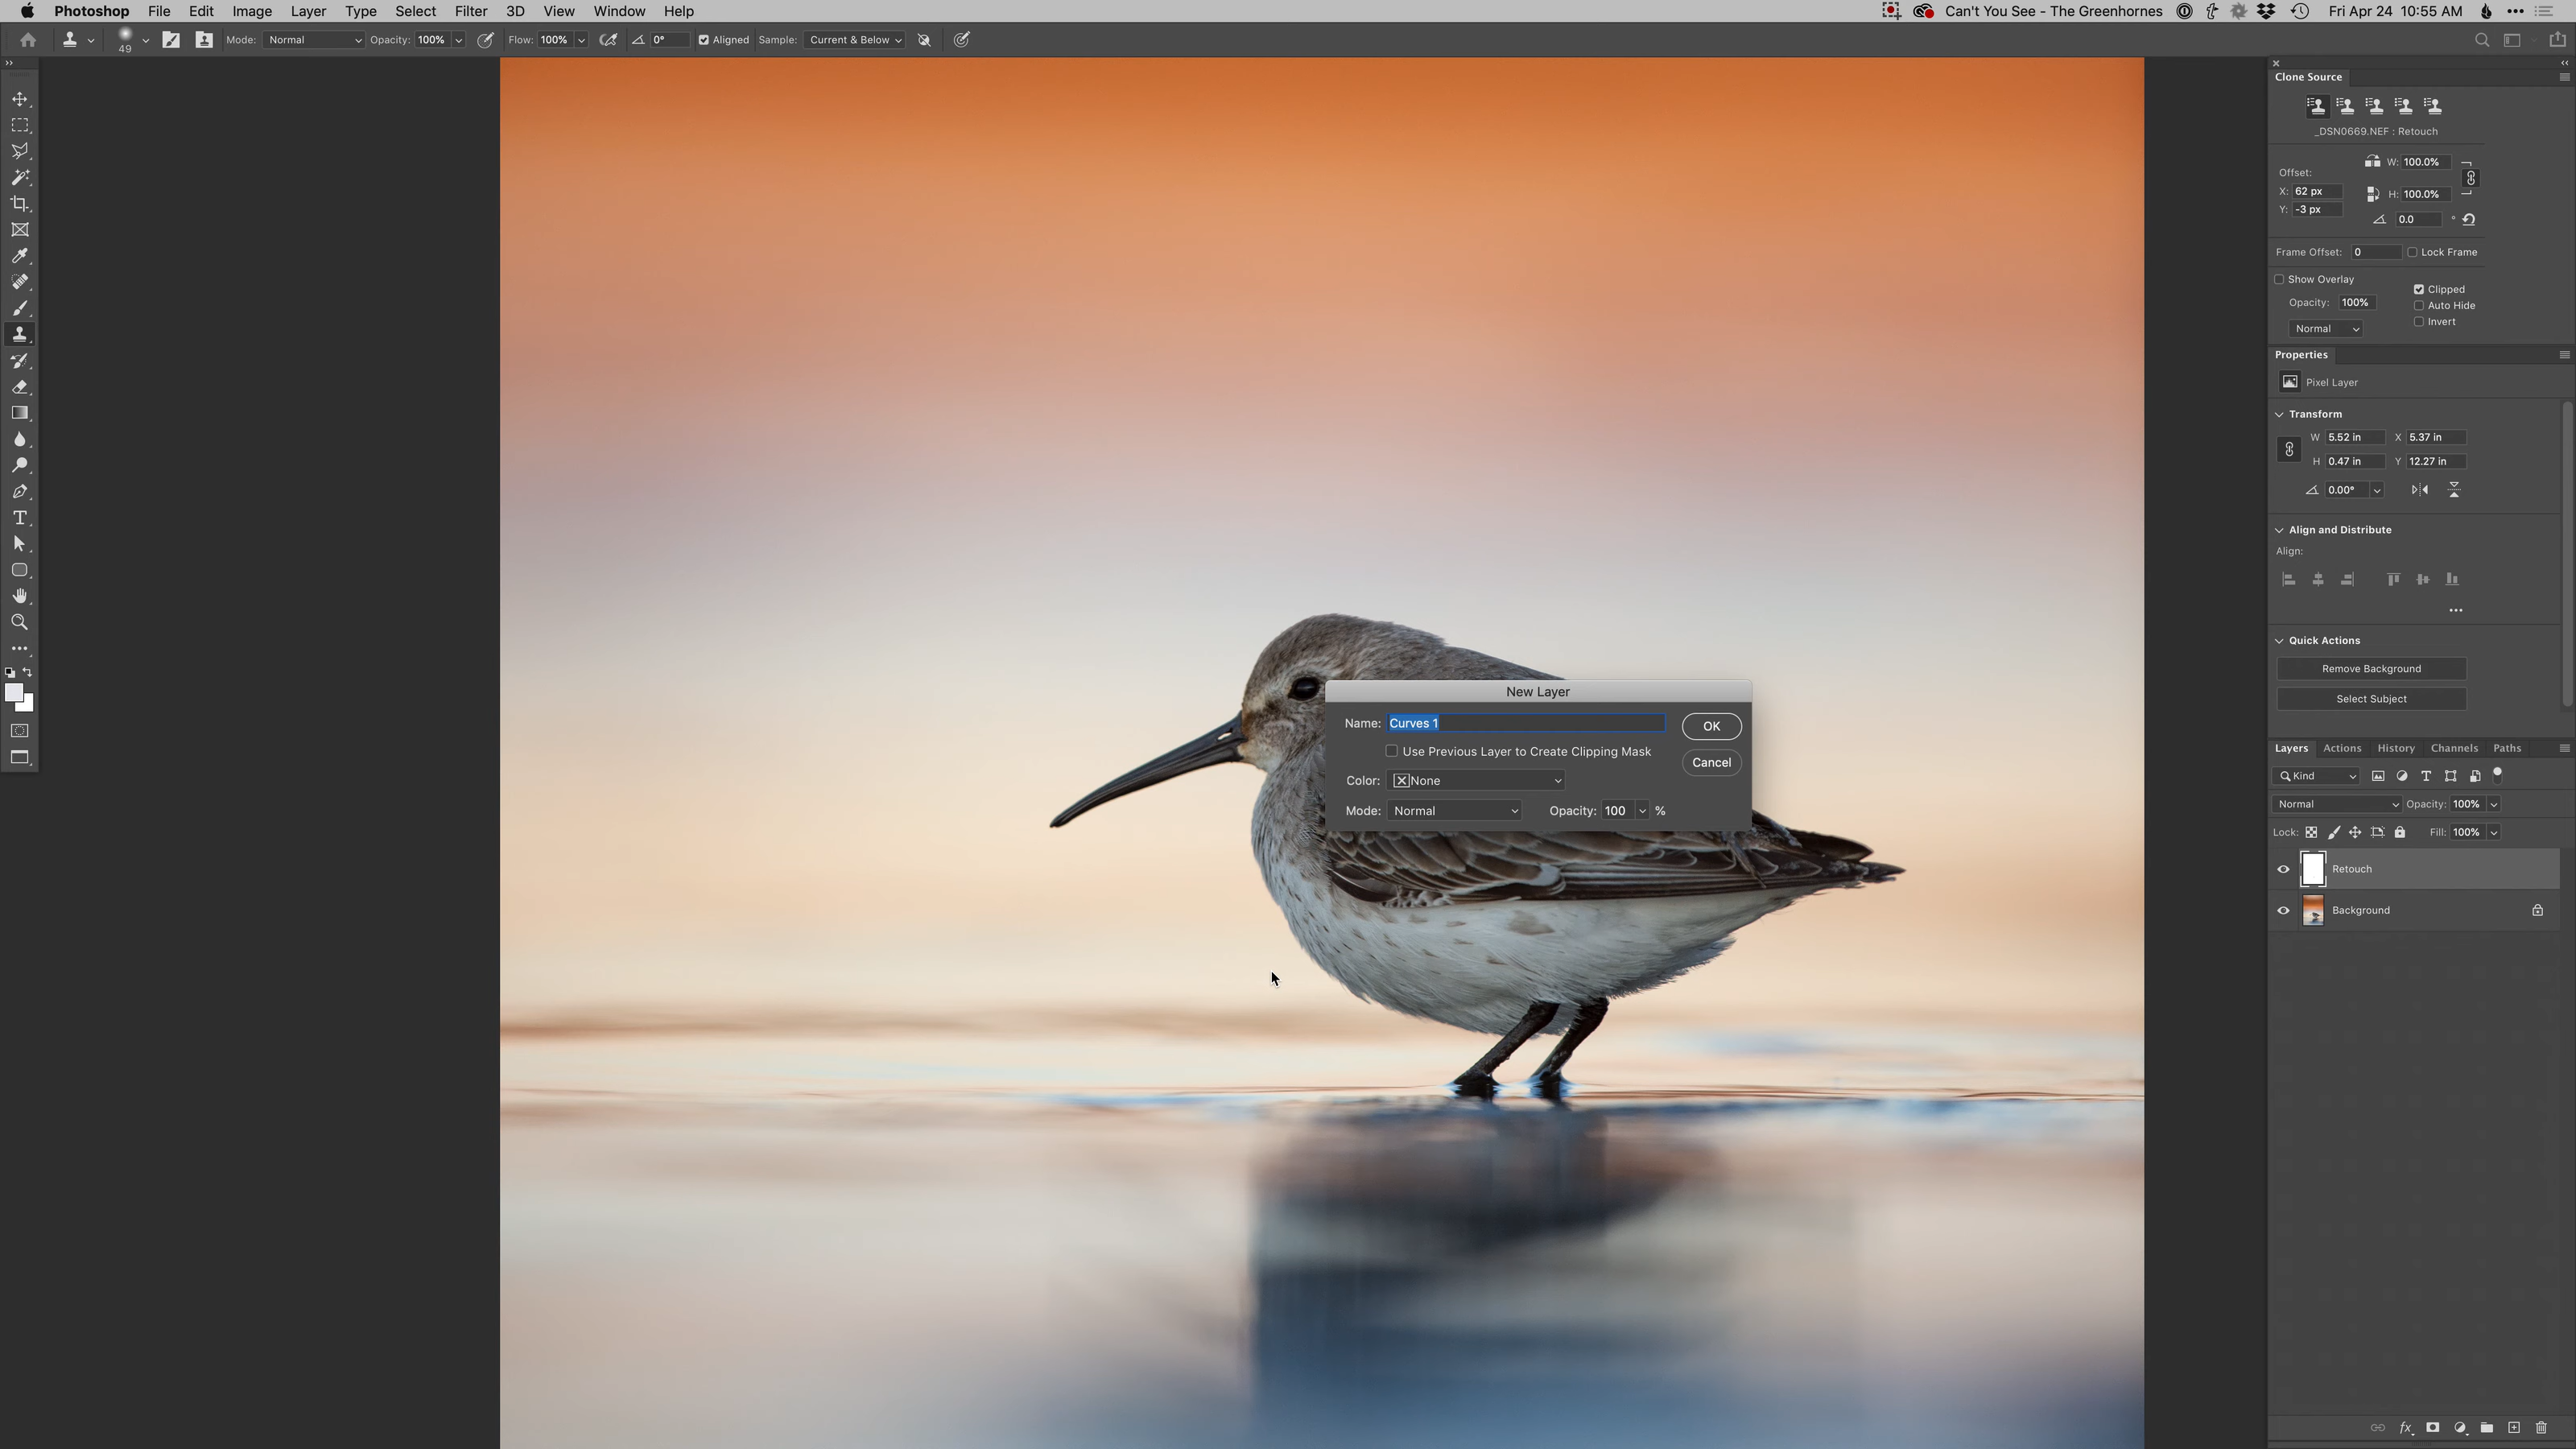 Photoshop File Edit Image Layer Type Select Filter 3D View Window Help Can't You See - The Greenhornes Fri Apr 24 10:55 AM
49 Mode: Normal Opacity: 100% Flow: 100% 0° Aligned Sample: Current & Below
Clone Source
_DSN0669.NEF : Retouch
W: 100.0%
Offset:
X: 62 px
H: 100.0%
Y: -3 px
0.0 °
Frame Offset: 0 Lock Frame
Show Overlay
Clipped
Opacity: 100%
Auto Hide
Invert
Normal
Properties
Pixel Layer
Transform
W 5.52 in X 5.37 in
H 0.47 in Y 12.27 in
0.00°
Align and Distribute
Align:
Quick Actions
Remove Background
Select Subject
New Layer
Name: Curves 1
OK
Use Previous Layer to Create Clipping Mask
Cancel
Color: None
Mode: Normal Opacity: 100 %
Layers Actions History Channels Paths
Kind
Normal Opacity: 100%
Lock: Fill: 100%
Retouch
Background
fx